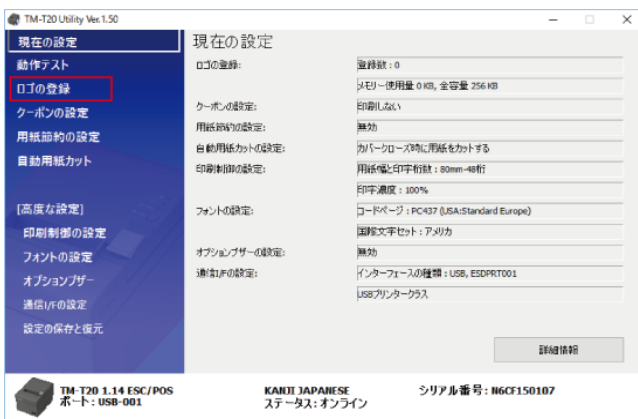 TM-T20 Utility Ver.1.50
現在の設定
動作テスト
ロゴの登録
クーポンの設定
用紙節約の設定
自動用紙カット
[高度な設定]
印刷制御の設定
フォントの設定
オプションブザー
通信I/Fの設定
設定の保存と復元
現在の設定
ロゴの登録: 登録数:0
メモリー使用量 0 KB, 全容量 256 KB
クーポンの設定: 印刷しない
用紙節約の設定: 無効
自動用紙カットの設定: カバークローズ時に用紙をカットする
印刷制御の設定: 用紙幅と印字桁数:80mm-48桁
印字濃度:100%
フォントの設定: コードページ:PC437 (USA:Standard Europe)
国際文字セット:アメリカ
オプションブザーの設定: 無効
通信I/Fの設定: インターフェースの種類:USB, ESDPRT001
USBプリンタークラス
詳細情報
TM-T20 1.14 ESC/POS KANJI JAPANESE シリアル番号:N6CF150107
ポート:USB-001 ステータス:オンライン